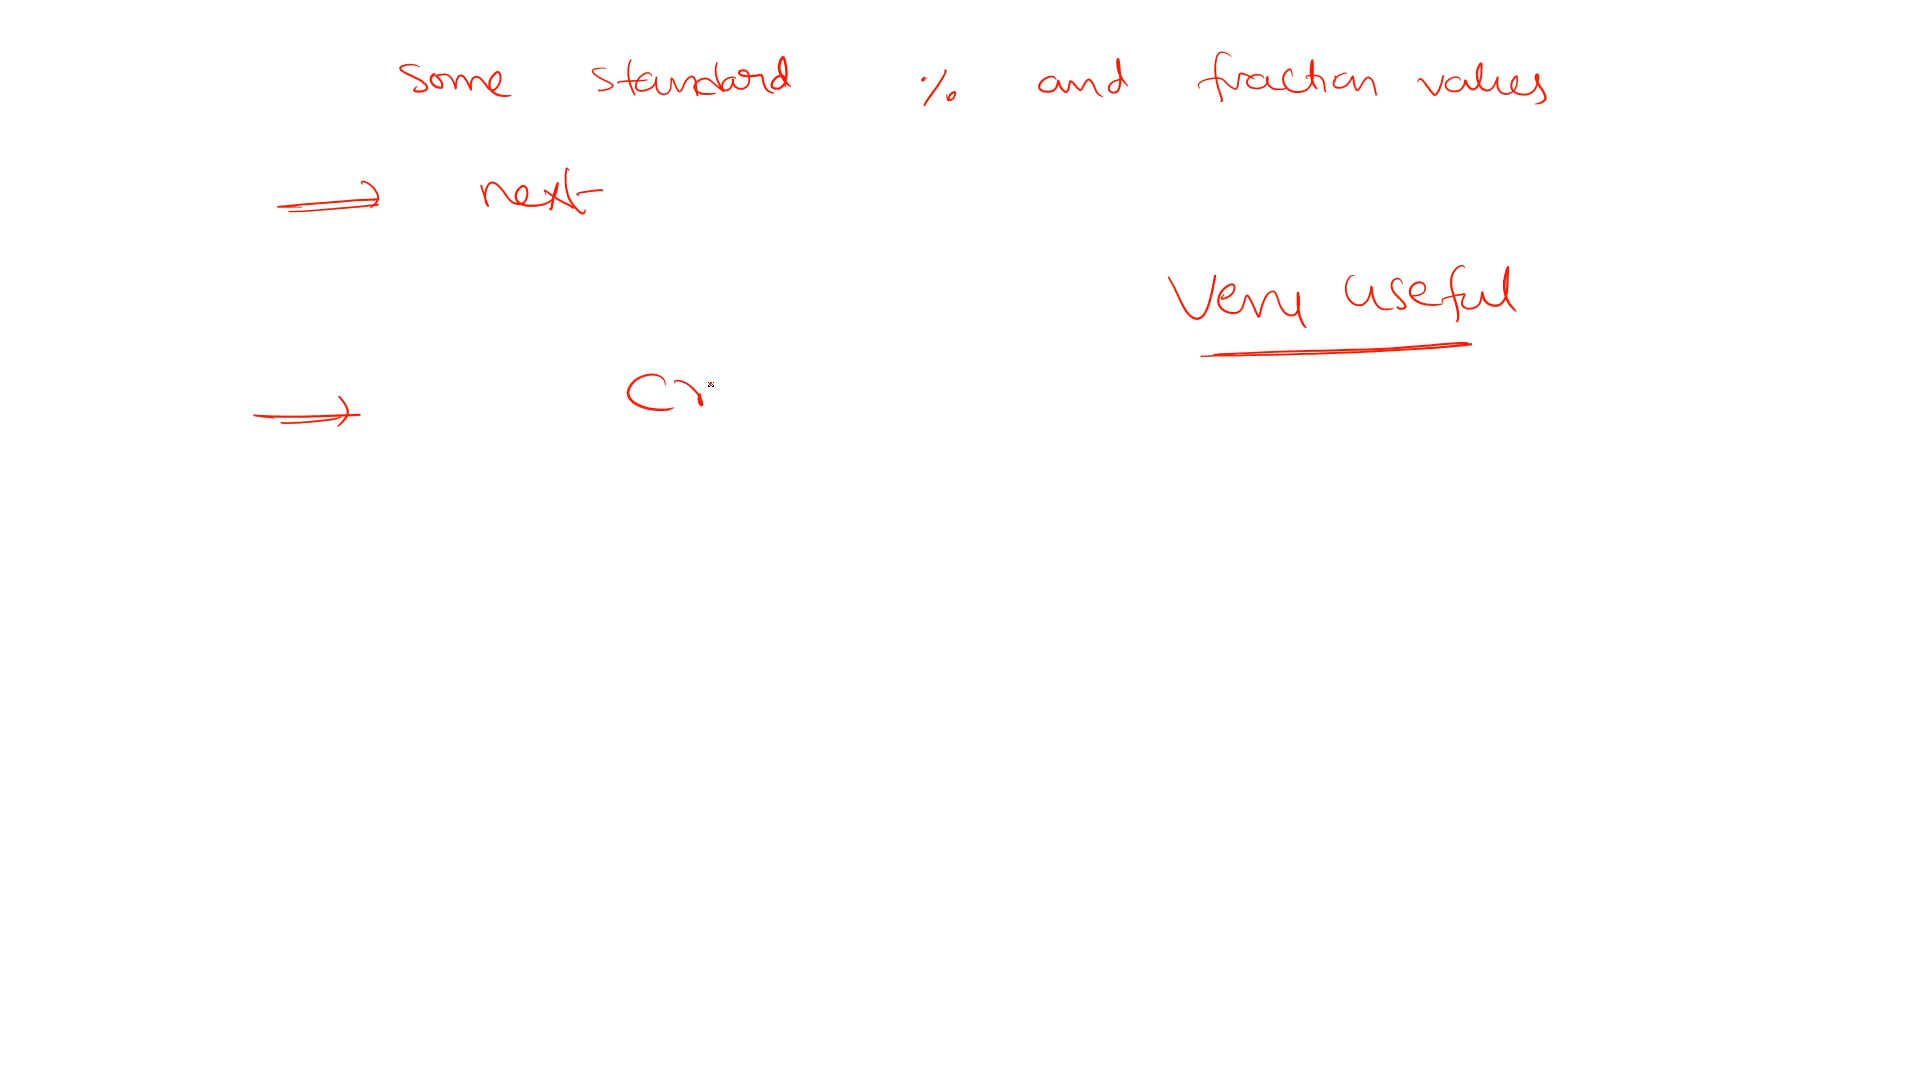 Some standard % and fraction values
⇒ next
Very useful
⇒